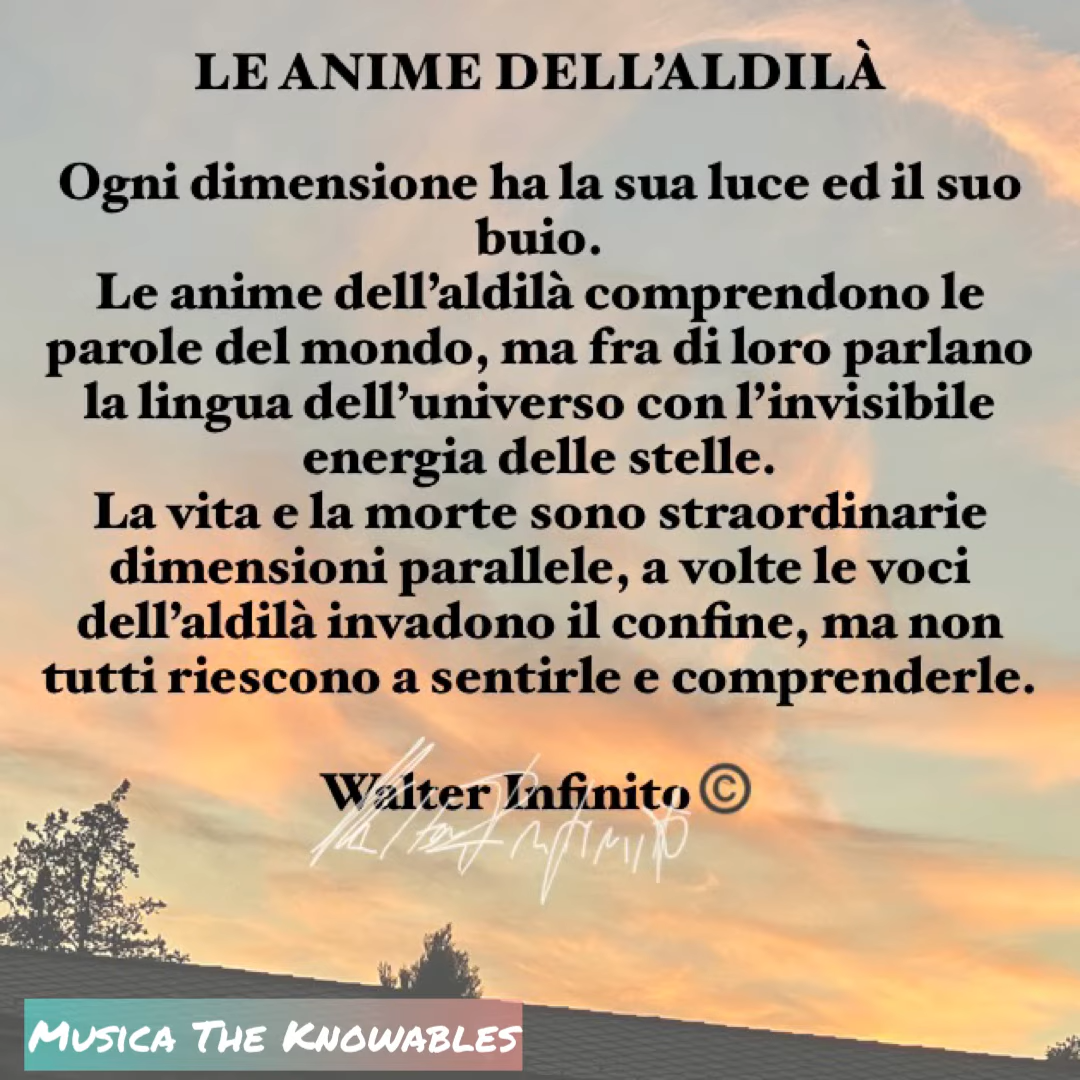 LE ANIME DELL’ALDILÀ
Ogni dimensione ha la sua luce ed il suo
buio.
Le anime dell’aldilà comprendono le
parole del mondo, ma fra di loro parlano
la lingua dell’universo con l’invisibile
energia delle stelle.
La vita e la morte sono straordinarie
dimensioni parallele, a volte le voci
dell’aldilà invadono il confine, ma non
tutti riescono a sentirle e comprenderle.
Walter Infinito ©
Walter Infinito
MUSICA THE KNOWABLES